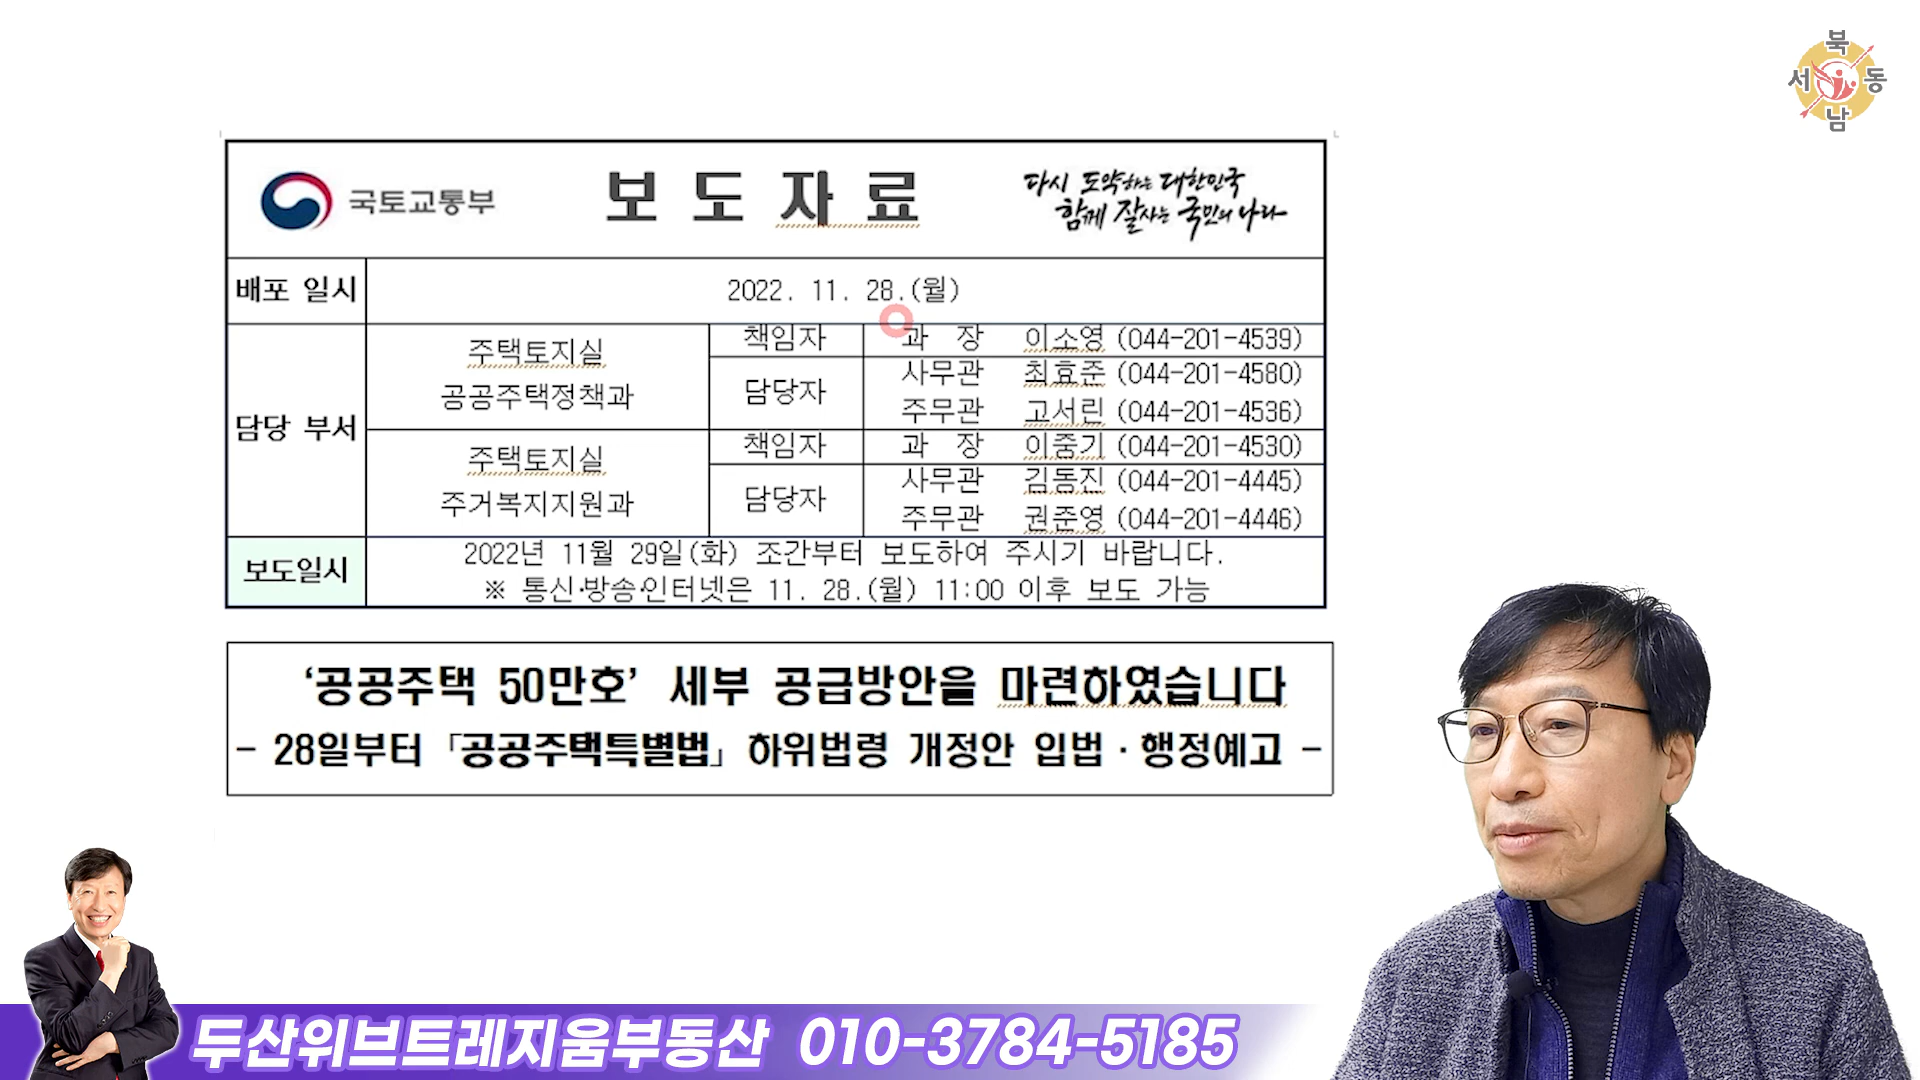 북
서 동
남
국토교통부
보 도 자 료
다시 도약하는 대한민국
함께 잘사는 국민의 나라
배포 일시
2022. 11. 28.(월)
담당 부서
주택토지실
공공주택정책과
책임자
과 장 이소영 (044-201-4539)
담당자
사무관 최효준 (044-201-4580)
주무관 고서린 (044-201-4536)
주택토지실
주거복지지원과
책임자
과 장 이중기 (044-201-4530)
담당자
사무관 김동진 (044-201-4445)
주무관 권준영 (044-201-4446)
보도일시
2022년 11월 29일(화) 조간부터 보도하여 주시기 바랍니다.
※ 통신·방송·인터넷은 11. 28.(월) 11:00 이후 보도 가능
‘공공주택 50만호’ 세부 공급방안을 마련하였습니다
- 28일부터 「공공주택특별법」 하위법령 개정안 입법·행정예고 -
두산위브트레지움부동산 010-3784-5185